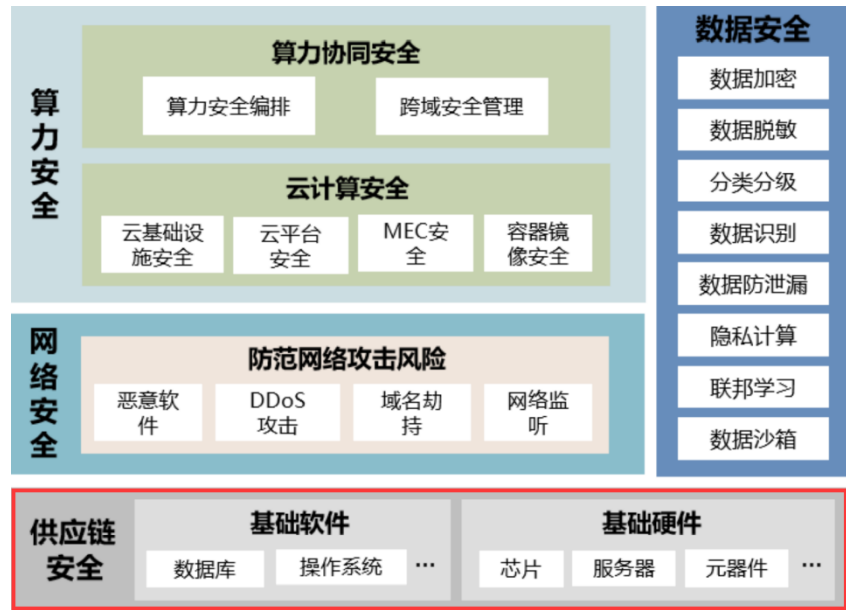 算力安全
算力协同安全
算力安全编排
跨域安全管理
云计算安全
云基础设
施安全
云平台
安全
MEC安
全
容器镜
像安全
网络安全
防范网络攻击风险
恶意软
件
DDoS
攻击
域名劫
持
网络监
听
数据安全
数据加密
数据脱敏
分类分级
数据识别
数据防泄漏
隐私计算
联邦学习
数据沙箱
供应链
安全
基础软件
数据库
操作系统
…
基础硬件
芯片
服务器
元器件
…